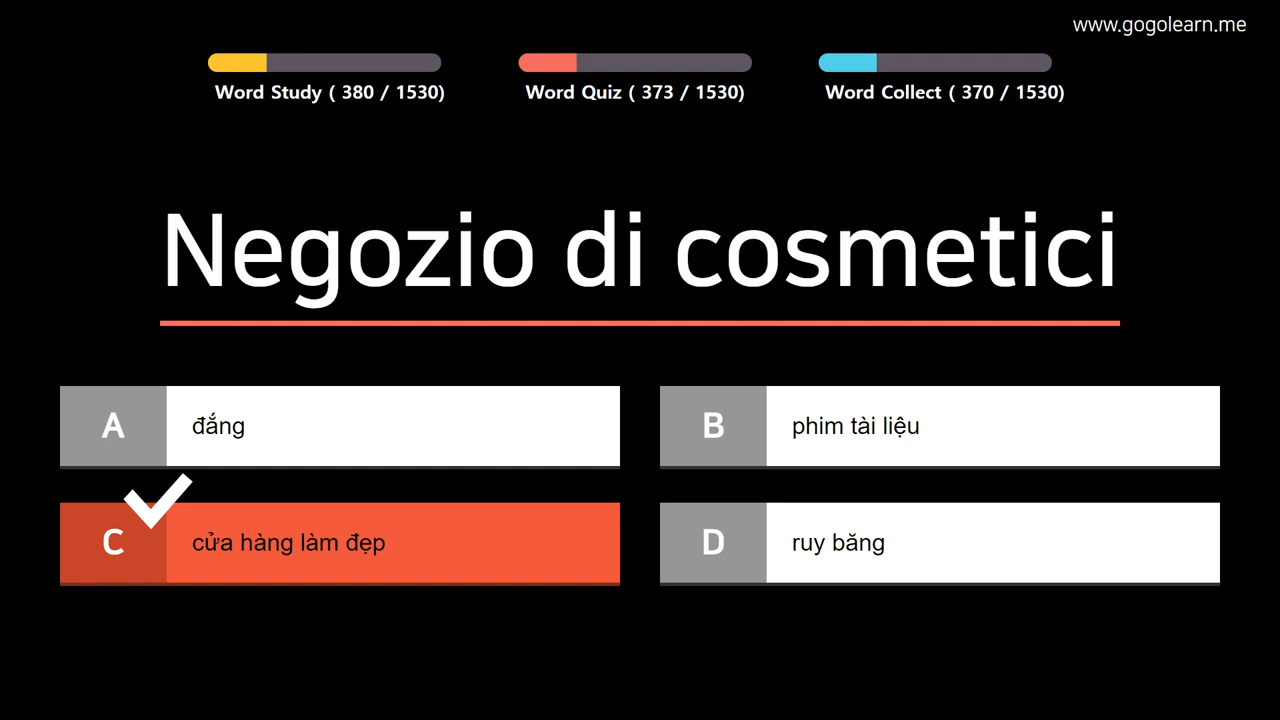 www.gogolearn.me
Word Study ( 380 / 1530)
Word Quiz ( 373 / 1530)
Word Collect ( 370 / 1530)
Negozio di cosmetici
A
đắng
B
phim tài liệu
C
cửa hàng làm đẹp
D
ruy băng